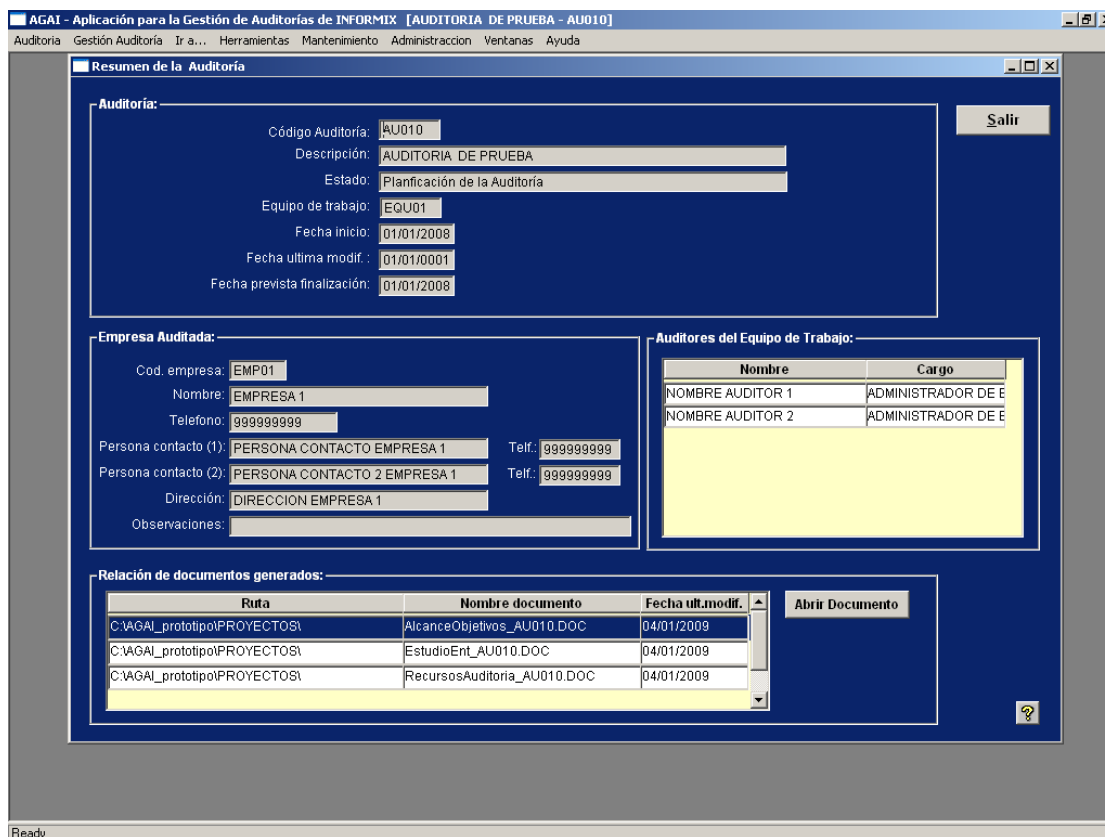 AGAI - Aplicación para la Gestión de Auditorías de INFORMIX [AUDITORIA DE PRUEBA - AU010]
Auditoria Gestión Auditoría Ir a... Herramientas Mantenimiento Administraccion Ventanas Ayuda
Resumen de la Auditoría
Auditoría:
Salir
Código Auditoría: AU010
Descripción: AUDITORIA DE PRUEBA
Estado: Planficación de la Auditoría
Equipo de trabajo: EQU01
Fecha inicio: 01/01/2008
Fecha ultima modif. : 01/01/0001
Fecha prevista finalización: 01/01/2008
Empresa Auditada:
Cod. empresa: EMP01
Nombre: EMPRESA 1
Telefono: 999999999
Persona contacto (1): PERSONA CONTACTO EMPRESA 1 Telf.: 999999999
Persona contacto (2): PERSONA CONTACTO 2 EMPRESA 1 Telf.: 999999999
Dirección: DIRECCION EMPRESA 1
Observaciones:
Auditores del Equipo de Trabajo:
Nombre Cargo
NOMBRE AUDITOR 1 ADMINISTRADOR DE E
NOMBRE AUDITOR 2 ADMINISTRADOR DE E
Relación de documentos generados:
Ruta Nombre documento Fecha ult.modif.
C:\AGAI_prototipo\PROYECTOS\ AlcanceObjetivos_AU010.DOC 04/01/2009
C:\AGAI_prototipo\PROYECTOS\ EstudioEnt_AU010.DOC 04/01/2009
C:\AGAI_prototipo\PROYECTOS\ RecursosAuditoria_AU010.DOC 04/01/2009
Abrir Documento
?
Ready